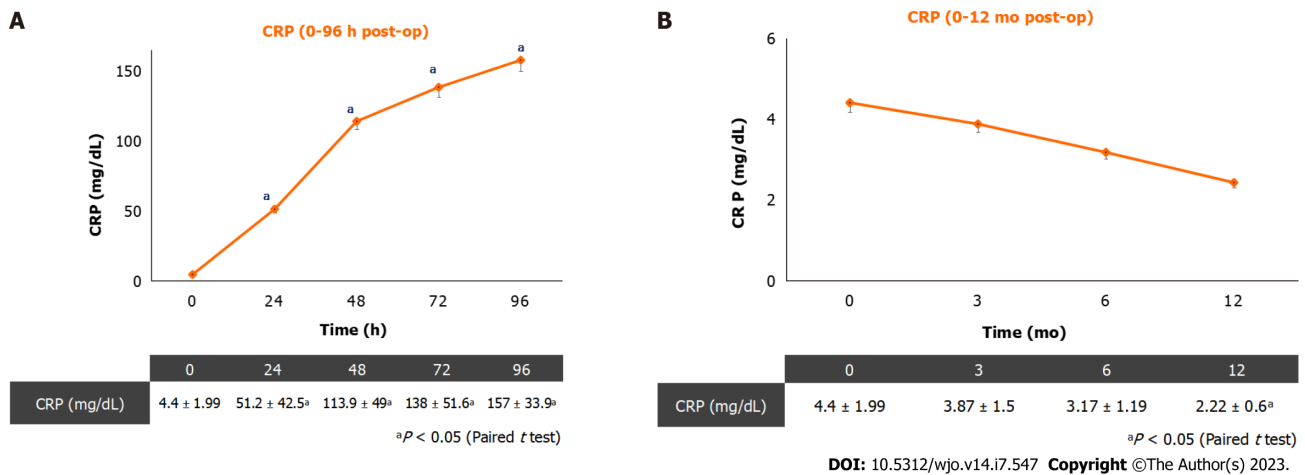 A
CRP (0-96 h post-op)
CRP (mg/dL)
150
100
50
0
a
a
a
a
0 24 48 72 96
Time (h)
0 24 48 72 96
CRP (mg/dL) 4.4 ± 1.99 51.2 ± 42.5ᵃ 113.9 ± 49ᵃ 138 ± 51.6ᵃ 157 ± 33.9ᵃ
ᵃP < 0.05 (Paired t test)
B
CRP (0-12 mo post-op)
CR P (mg/dL)
6
4
2
0
0 3 6 12
Time (mo)
0 3 6 12
CRP (mg/dL) 4.4 ± 1.99 3.87 ± 1.5 3.17 ± 1.19 2.22 ± 0.6ᵃ
ᵃP < 0.05 (Paired t test)
DOI: 10.5312/wjo.v14.i7.547 Copyright ©The Author(s) 2023.